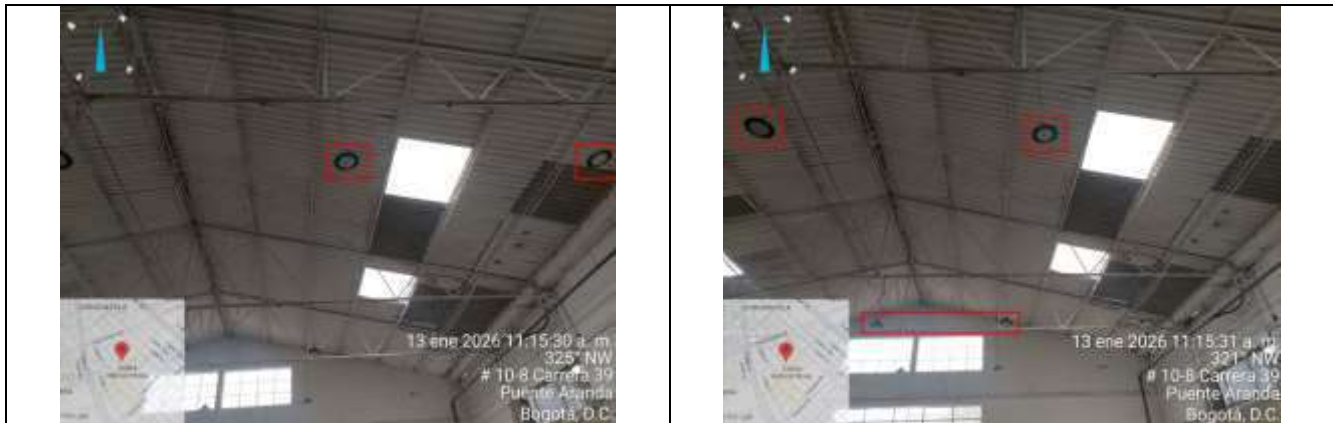 13 ene 2026 11:15:30 a. m.
325° NW
# 10-8 Carrera 39
Puente Aranda
Bogotá, D.C.
13 ene 2026 11:15:31 a. m.
321° NW
# 10-8 Carrera 39
Puente Aranda
Bogotá, D.C.